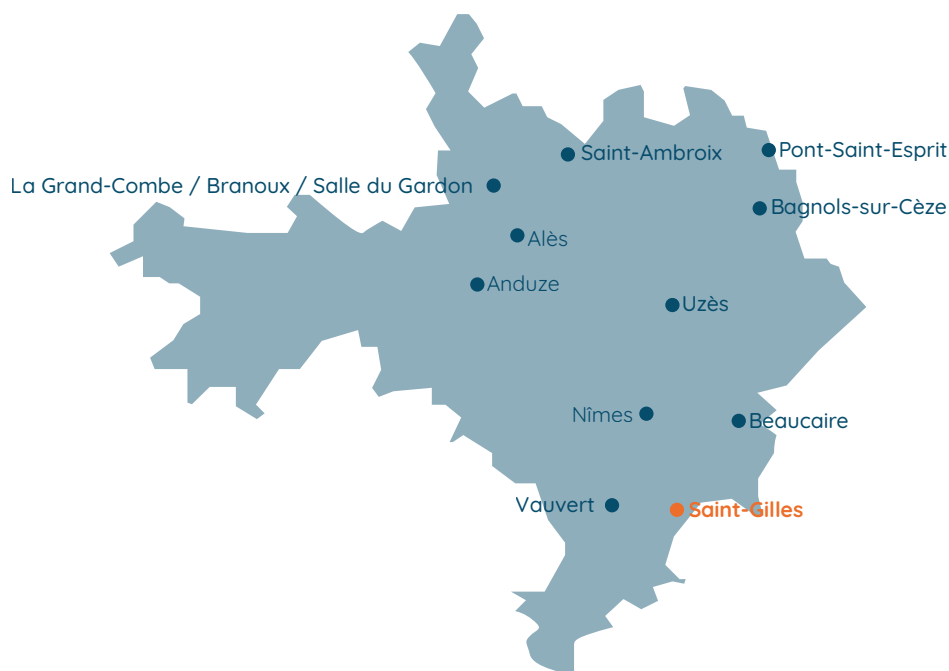 Saint-Ambroix
Pont-Saint-Esprit
La Grand-Combe / Branoux / Salle du Gardon
Bagnols-sur-Cèze
Alès
Anduze
Uzès
Nîmes
Beaucaire
Vauvert
Saint-Gilles